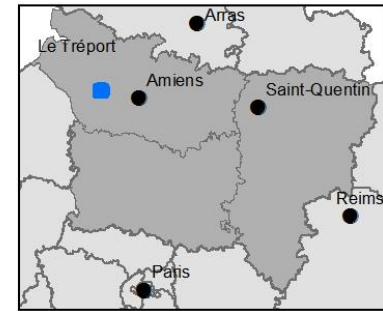 Arras
Le Tréport
Amiens
Saint-Quentin
Reims
Paris